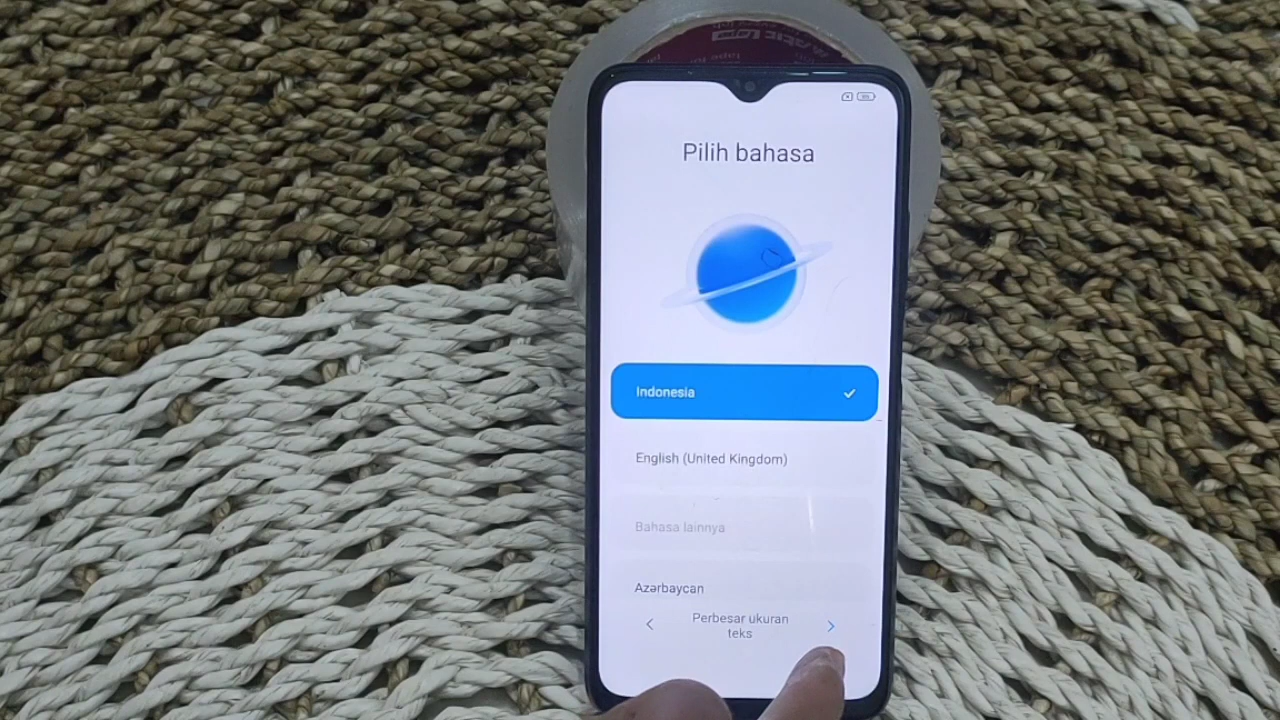 Pilih bahasa
Indonesia
English (United Kingdom)
Bahasa lainnya
Azərbaycan
Perbesar ukuran
teks